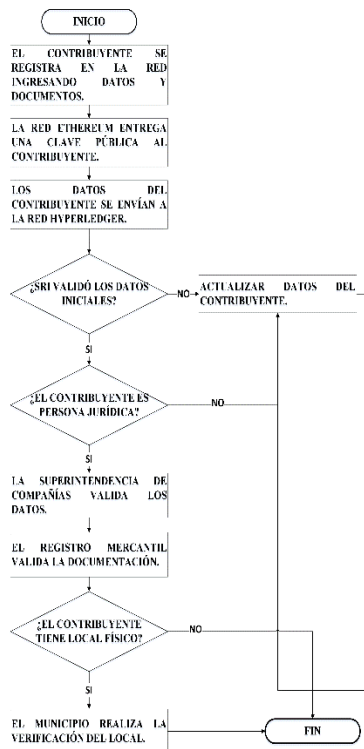 INICIO
EL CONTRIBUYENTE SE
REGISTRA EN LA RED
INGRESANDO DATOS Y
DOCUMENTOS.
LA RED ETHEREUM ENTREGA
UNA CLAVE PÚBLICA AL
CONTRIBUYENTE.
LOS DATOS DEL
CONTRIBUYENTE SE ENVÍAN A
LA RED HYPERLEDGER.
¿SRI VALIDÓ LOS DATOS
INICIALES?
NO
ACTUALIZAR DATOS DEL
CONTRIBUYENTE.
SI
¿EL CONTRIBUYENTE ES
PERSONA JURÍDICA?
NO
SI
LA SUPERINTENDENCIA DE
COMPAÑÍAS VALIDA LOS
DATOS.
EL REGISTRO MERCANTIL
VALIDA LA DOCUMENTACIÓN.
¿EL CONTRIBUYENTE
TIENE LOCAL FÍSICO?
NO
SI
EL MUNICIPIO REALIZA LA
VERIFICACIÓN DEL LOCAL.
FIN